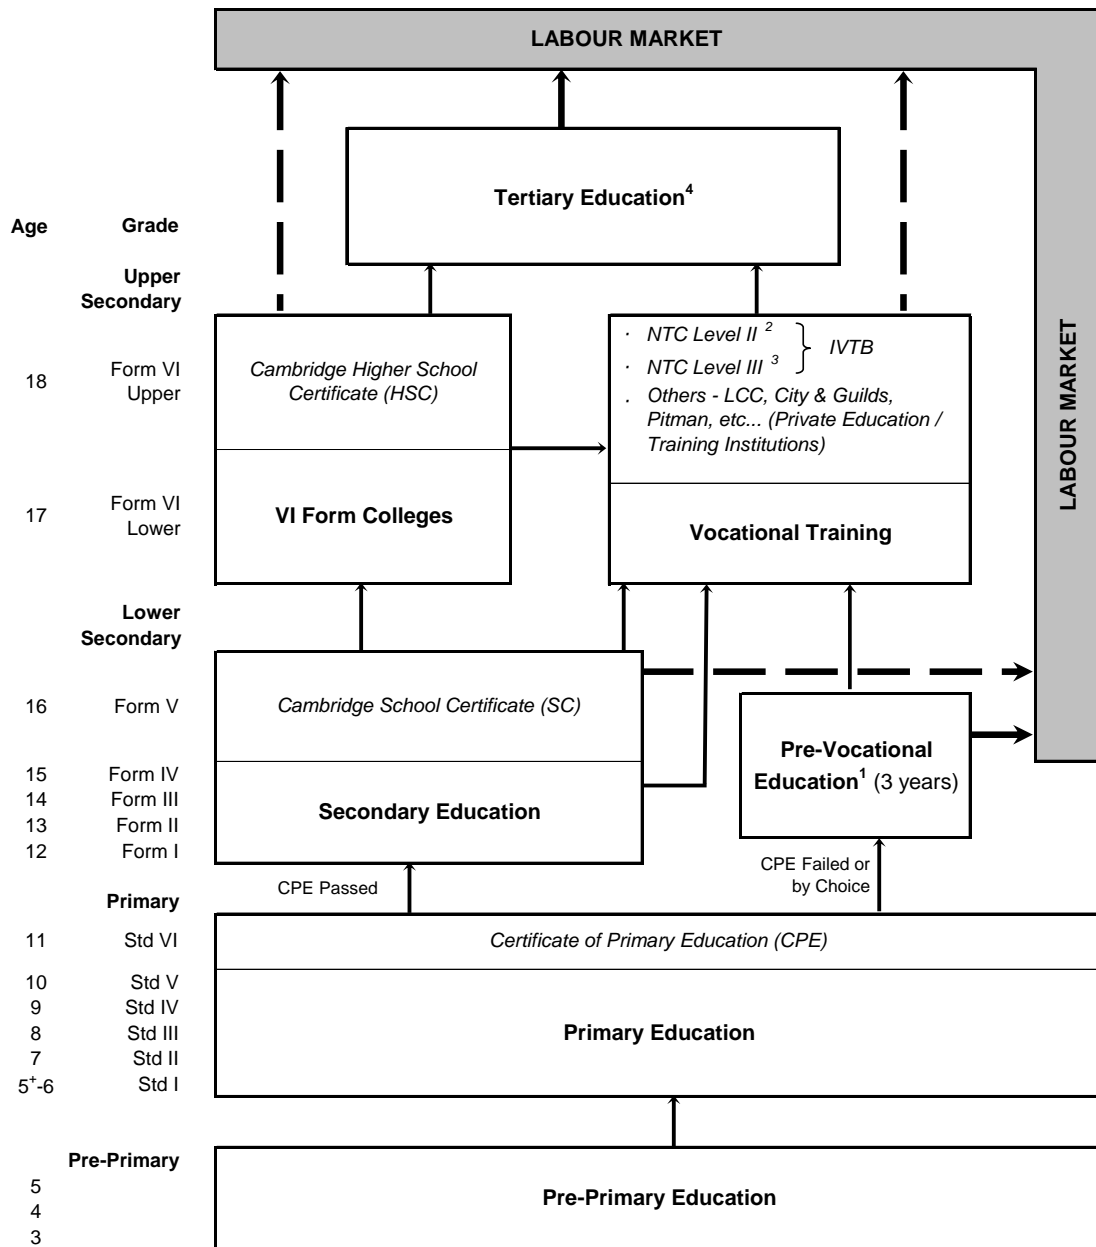 LABOUR MARKET
Tertiary Education4
Age Grade
Upper
Secondary
LABOUR MARKET
· NTC Level II 2
· NTC Level III 3
IVTB
· Others - LCC, City & Guilds,
Pitman, etc... (Private Education /
Training Institutions)
18 Form VI
Upper
Cambridge Higher School
Certificate (HSC)
17 Form VI
Lower
VI Form Colleges
Vocational Training
Lower
Secondary
16 Form V
Cambridge School Certificate (SC)
Pre-Vocational
Education1 (3 years)
15 Form IV
14 Form III
13 Form II
12 Form I
Secondary Education
CPE Passed
CPE Failed or
by Choice
Primary
11 Std VI
Certificate of Primary Education (CPE)
10 Std V
9 Std IV
8 Std III
7 Std II
5+-6 Std I
Primary Education
Pre-Primary
5
4
3
Pre-Primary Education